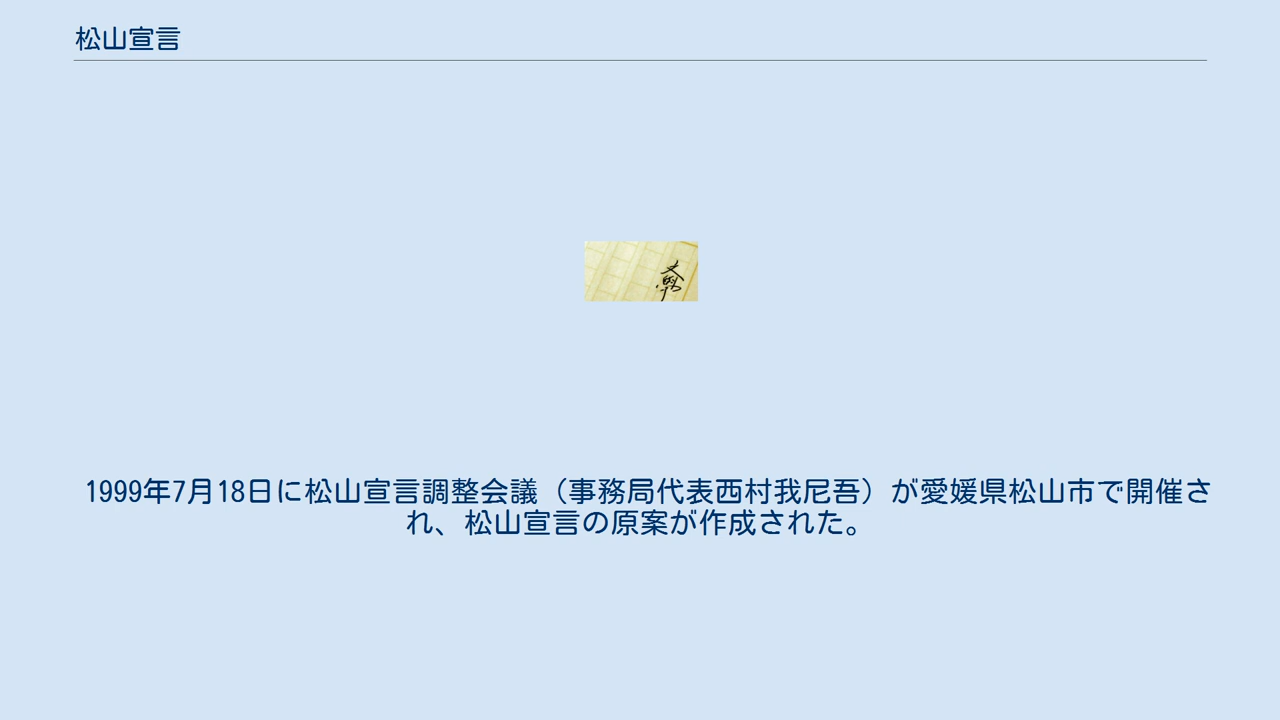 松山宣言
1999年7月18日に松山宣言調整会議（事務局代表西村我尼吾）が愛媛県松山市で開催さ
れ、松山宣言の原案が作成された。